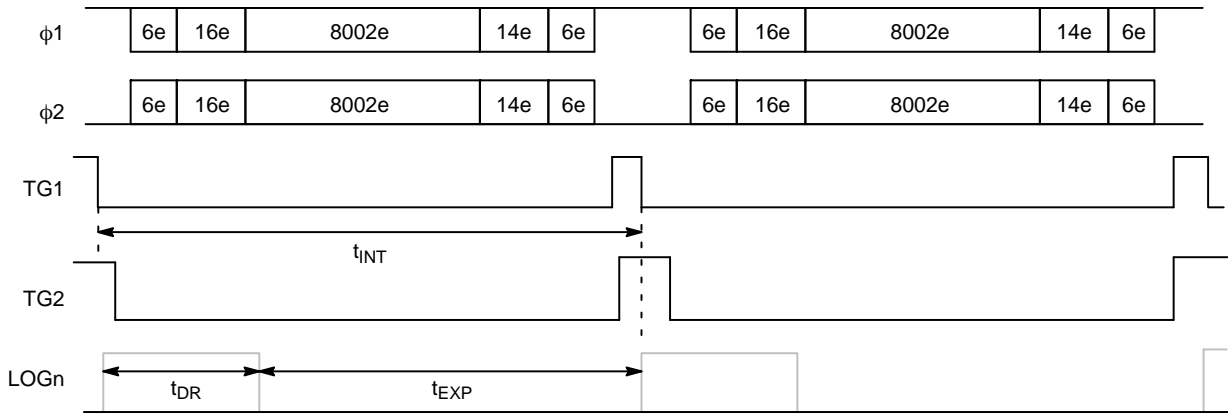 ϕ1 6e 16e 8002e 14e 6e 6e 16e 8002e 14e 6e
ϕ2 6e 16e 8002e 14e 6e 6e 16e 8002e 14e 6e
TG1
tINT
TG2
LOGn tDR tEXP